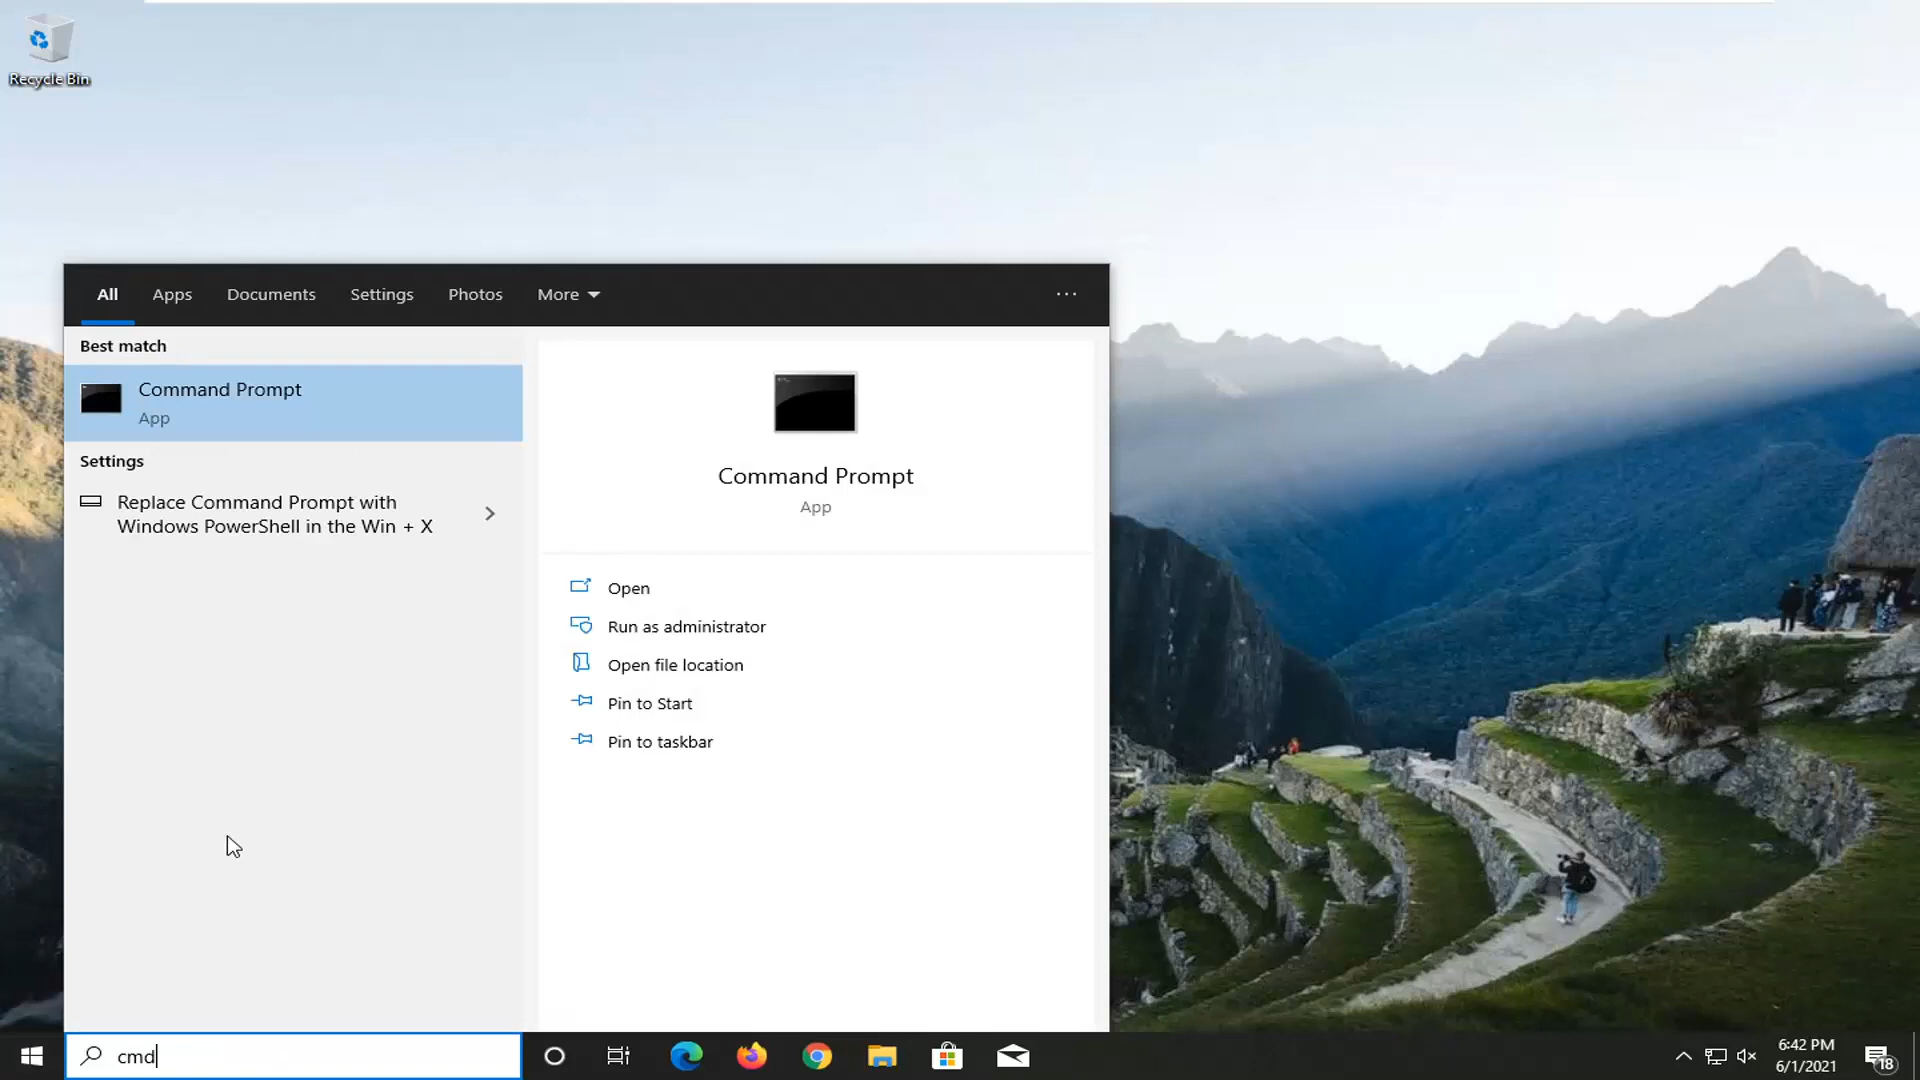 Recycle Bin
All Apps Documents Settings Photos More ...
Best match
Command Prompt
App
Settings
Replace Command Prompt with
Windows PowerShell in the Win + X
Command Prompt
App
Open
Run as administrator
Open file location
Pin to Start
Pin to taskbar
cmd
6:42 PM
6/1/2021
18